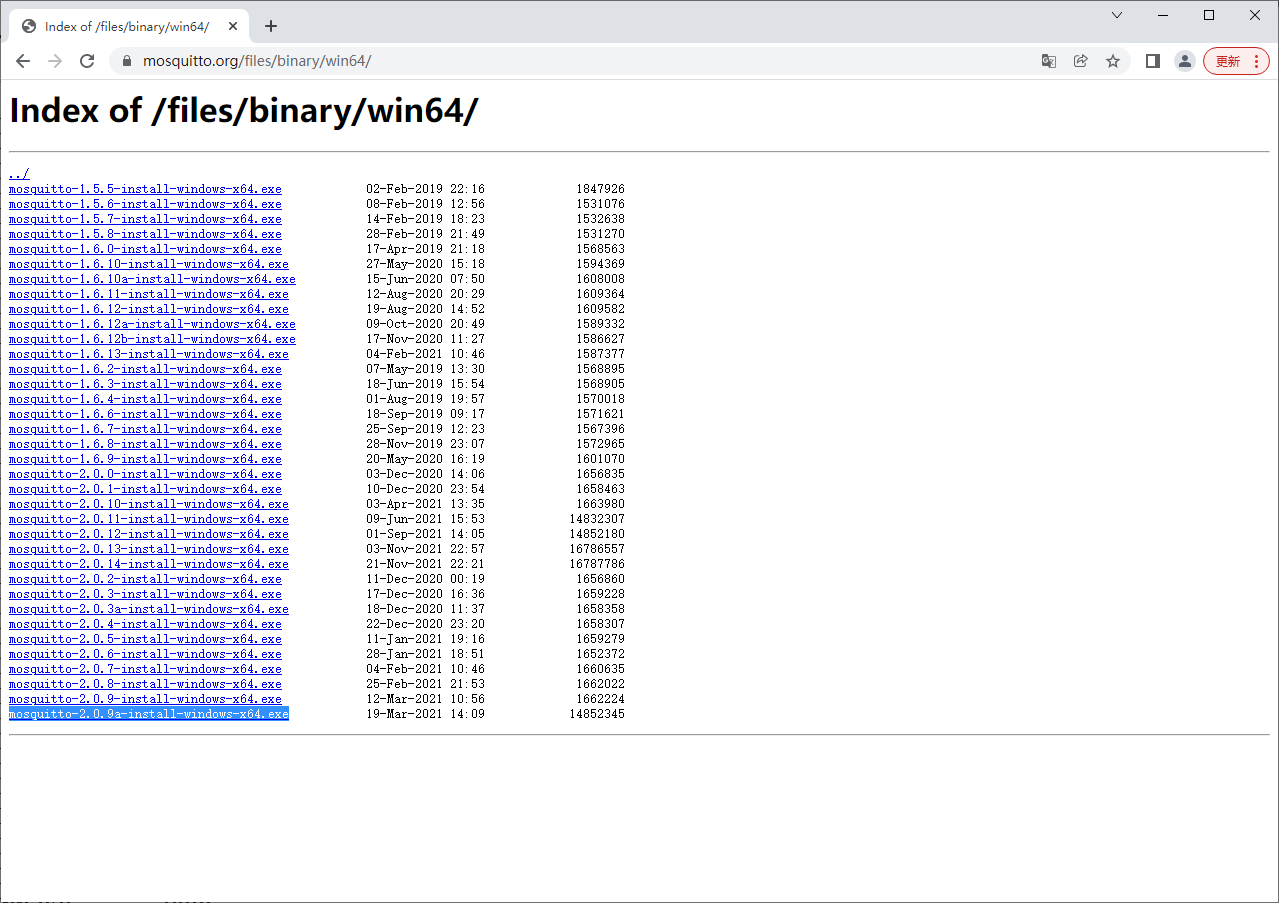 Index of /files/binary/win64/
mosquitto.org/files/binary/win64/
更新
Index of /files/binary/win64/
../
mosquitto-1.5.5-install-windows-x64.exe 02-Feb-2019 22:16 1847926
mosquitto-1.5.6-install-windows-x64.exe 08-Feb-2019 12:56 1531076
mosquitto-1.5.7-install-windows-x64.exe 14-Feb-2019 18:23 1532638
mosquitto-1.5.8-install-windows-x64.exe 28-Feb-2019 21:49 1531270
mosquitto-1.6.0-install-windows-x64.exe 17-Apr-2019 21:18 1568563
mosquitto-1.6.10-install-windows-x64.exe 27-May-2020 15:18 1594369
mosquitto-1.6.10a-install-windows-x64.exe 15-Jun-2020 07:50 1608008
mosquitto-1.6.11-install-windows-x64.exe 12-Aug-2020 20:29 1609364
mosquitto-1.6.12-install-windows-x64.exe 19-Aug-2020 14:52 1609582
mosquitto-1.6.12a-install-windows-x64.exe 09-Oct-2020 20:49 1589332
mosquitto-1.6.12b-install-windows-x64.exe 17-Nov-2020 11:27 1586627
mosquitto-1.6.13-install-windows-x64.exe 04-Feb-2021 10:46 1587377
mosquitto-1.6.2-install-windows-x64.exe 07-May-2019 13:30 1568895
mosquitto-1.6.3-install-windows-x64.exe 18-Jun-2019 15:54 1568905
mosquitto-1.6.4-install-windows-x64.exe 01-Aug-2019 19:57 1570018
mosquitto-1.6.6-install-windows-x64.exe 18-Sep-2019 09:17 1571621
mosquitto-1.6.7-install-windows-x64.exe 25-Sep-2019 12:23 1567396
mosquitto-1.6.8-install-windows-x64.exe 28-Nov-2019 23:07 1572965
mosquitto-1.6.9-install-windows-x64.exe 20-May-2020 16:19 1601070
mosquitto-2.0.0-install-windows-x64.exe 03-Dec-2020 14:06 1656835
mosquitto-2.0.1-install-windows-x64.exe 10-Dec-2020 23:54 1658463
mosquitto-2.0.10-install-windows-x64.exe 03-Apr-2021 13:35 1663980
mosquitto-2.0.11-install-windows-x64.exe 09-Jun-2021 15:53 14832307
mosquitto-2.0.12-install-windows-x64.exe 01-Sep-2021 14:05 14852180
mosquitto-2.0.13-install-windows-x64.exe 03-Nov-2021 22:57 16786557
mosquitto-2.0.14-install-windows-x64.exe 21-Nov-2021 22:21 16787786
mosquitto-2.0.2-install-windows-x64.exe 11-Dec-2020 00:19 1656860
mosquitto-2.0.3-install-windows-x64.exe 17-Dec-2020 16:36 1659228
mosquitto-2.0.3a-install-windows-x64.exe 18-Dec-2020 11:37 1658358
mosquitto-2.0.4-install-windows-x64.exe 22-Dec-2020 23:20 1658307
mosquitto-2.0.5-install-windows-x64.exe 11-Jan-2021 19:16 1659279
mosquitto-2.0.6-install-windows-x64.exe 28-Jan-2021 18:51 1652372
mosquitto-2.0.7-install-windows-x64.exe 04-Feb-2021 10:46 1660635
mosquitto-2.0.8-install-windows-x64.exe 25-Feb-2021 21:53 1662022
mosquitto-2.0.9-install-windows-x64.exe 12-Mar-2021 10:56 1662224
mosquitto-2.0.9a-install-windows-x64.exe 19-Mar-2021 14:09 14852345